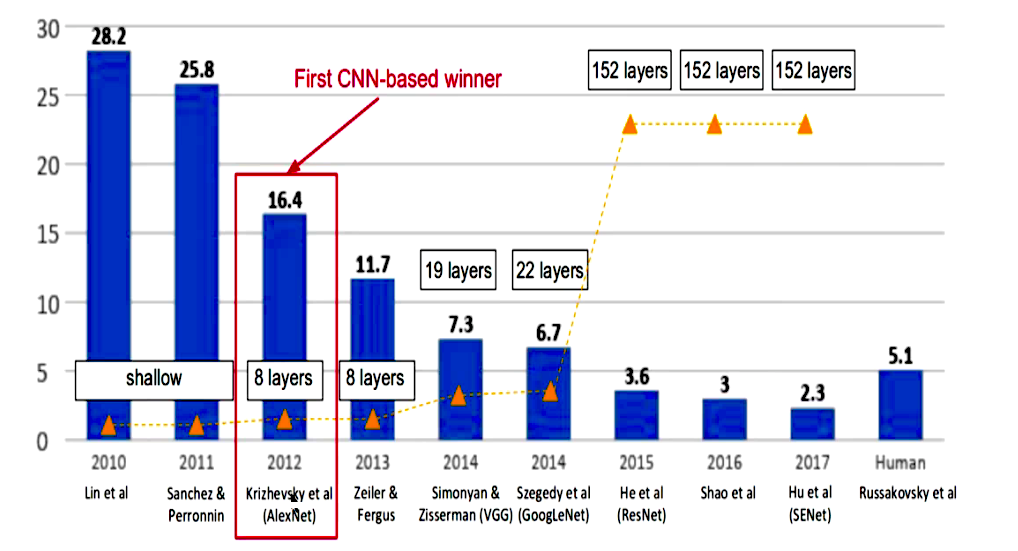 30
28.2
25.8
First CNN-based winner
152 layers
152 layers
152 layers
25
20
16.4
15
11.7
19 layers
22 layers
10
7.3
6.7
5
shallow
8 layers
8 layers
3.6
3
2.3
5.1
0
2010
2011
2012
2013
2014
2014
2015
2016
2017
Human
Lin et al
Sanchez &
Perronnin
Krizhevsky et al
(AlexNet)
Zeiler &
Fergus
Simonyan &
Zisserman (VGG)
Szegedy et al
(GoogLeNet)
He et al
(ResNet)
Shao et al
Hu et al
(SENet)
Russakovsky et al